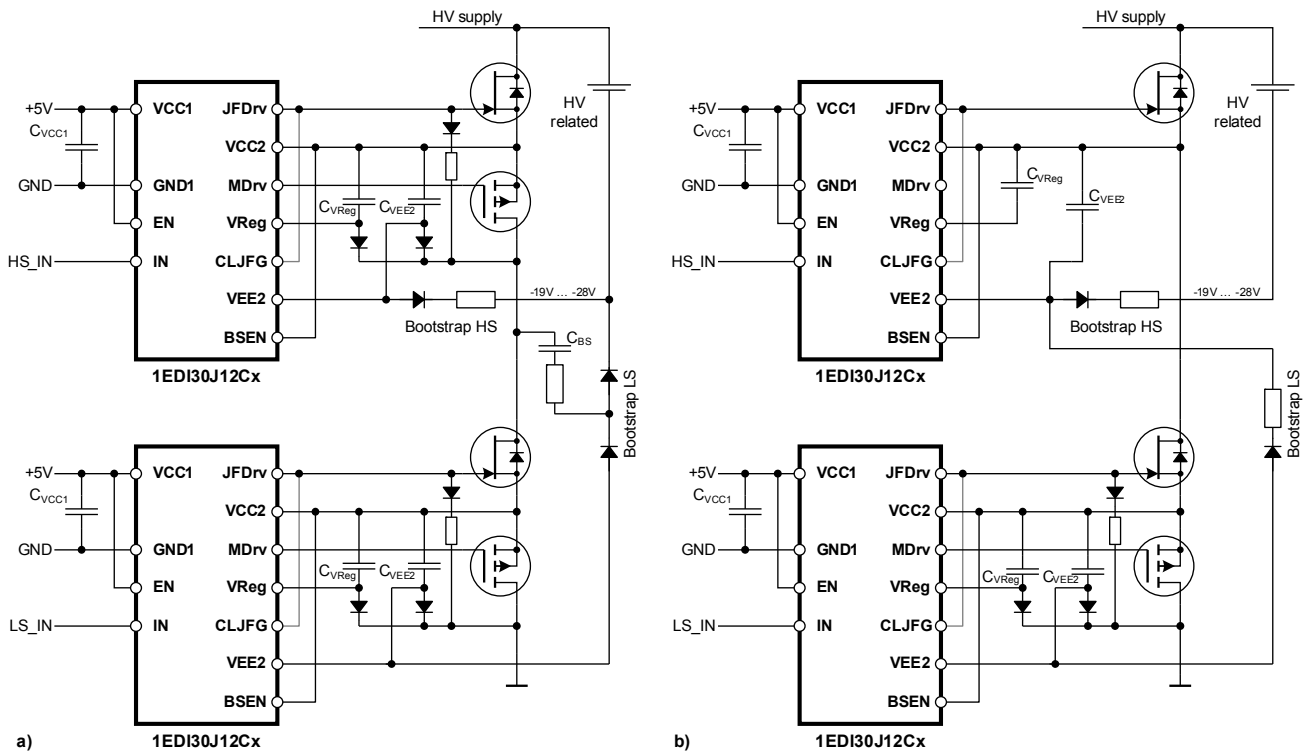 HV supply
HV related
+5V
CVCC1
GND
HS_IN
VCC1
GND1
EN
IN
JFDrv
VCC2
MDrv
VReg
CLJFG
VEE2
BSEN
CVReg
CVEE2
-19V ... -28V
Bootstrap HS
CBS
Bootstrap LS
1EDI30J12Cx
+5V
CVCC1
GND
LS_IN
VCC1
GND1
EN
IN
JFDrv
VCC2
MDrv
VReg
CLJFG
VEE2
BSEN
CVReg
CVEE2
a)
1EDI30J12Cx
HV supply
HV related
+5V
CVCC1
GND
HS_IN
VCC1
GND1
EN
IN
JFDrv
VCC2
MDrv
VReg
CLJFG
VEE2
BSEN
CVReg
CVEE2
-19V ... -28V
Bootstrap HS
Bootstrap LS
1EDI30J12Cx
+5V
CVCC1
GND
LS_IN
VCC1
GND1
EN
IN
JFDrv
VCC2
MDrv
VReg
CLJFG
VEE2
BSEN
CVReg
CVEE2
b)
1EDI30J12Cx